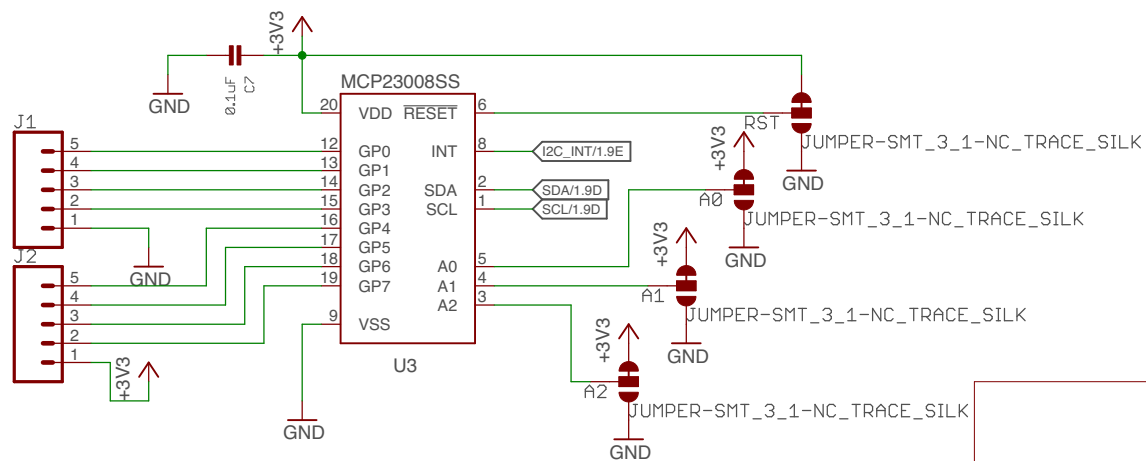 +3V3
GND
0.1uF
C7
MCP23008SS
20 VDD
RESET 6
RST
JUMPER-SMT_3_1-NC_TRACE_SILK
GND
J1
5
4
3
2
1
GND
12 GP0
13 GP1
14 GP2
15 GP3
16 GP4
17 GP5
18 GP6
19 GP7
9 VSS
INT 8
I2C_INT/1.9E
SDA 2
SDA/1.9D
SCL 1
SCL/1.9D
A0 5
A1 4
A2 3
U3
GND
J2
5
4
3
2
1
+3V3
+3V3
A0
JUMPER-SMT_3_1-NC_TRACE_SILK
GND
+3V3
A1
JUMPER-SMT_3_1-NC_TRACE_SILK
GND
+3V3
A2
JUMPER-SMT_3_1-NC_TRACE_SILK
GND